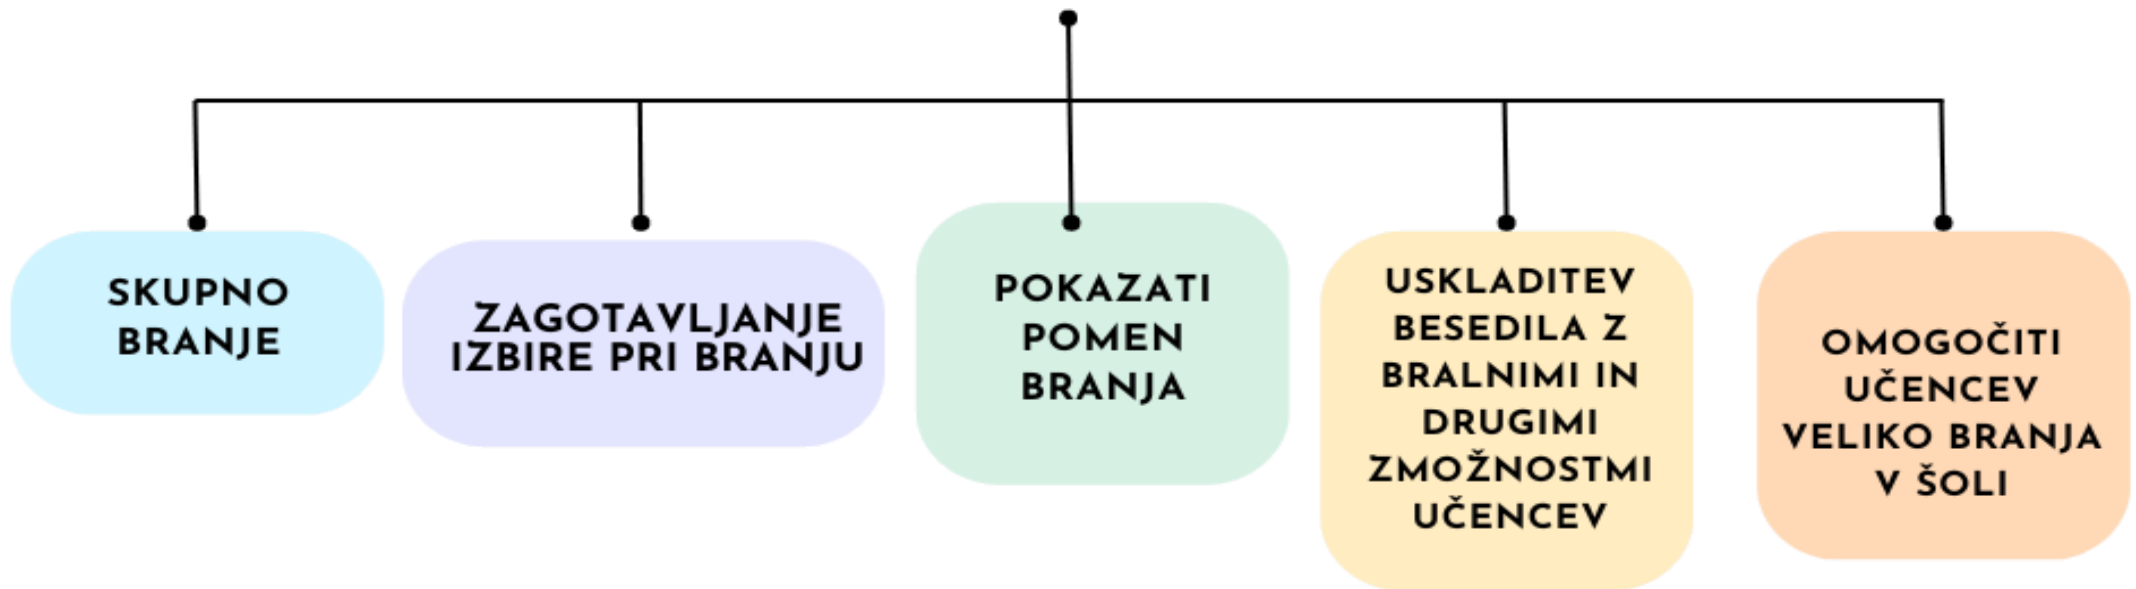 SKUPNO
BRANJE
ZAGOTAVLJANJE
IZBIRE PRI BRANJU
POKAZATI
POMEN
BRANJA
USKLADITEV
BESEDILA Z
BRALNIMI IN
DRUGIMI
ZMOŽNOSTMI
UČENCEV
OMOGOČITI
UČENCEV
VELIKO BRANJA
V ŠOLI